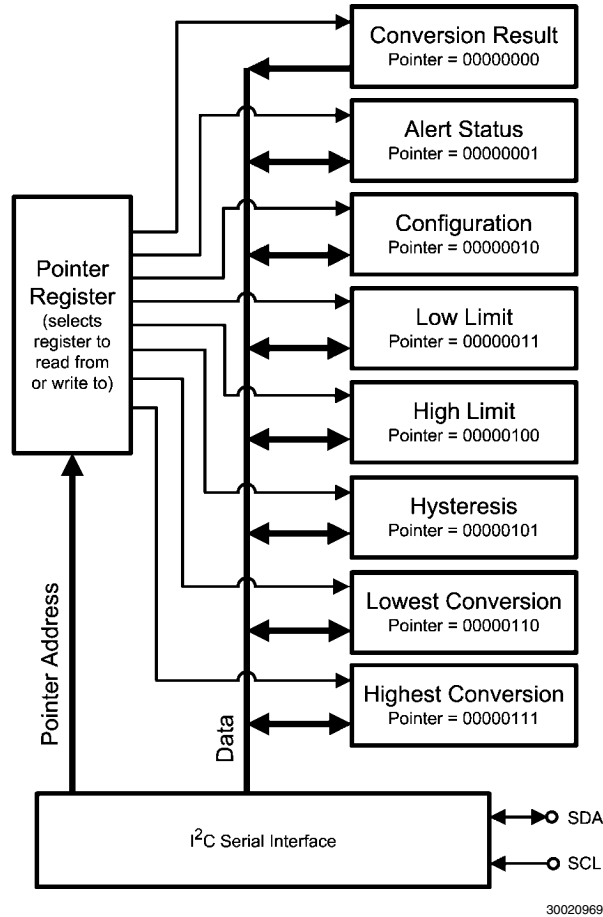 Conversion Result
Pointer = 00000000
Alert Status
Pointer = 00000001
Configuration
Pointer = 00000010
Pointer
Register
(selects
register to
read from
or write to)
Low Limit
Pointer = 00000011
High Limit
Pointer = 00000100
Hysteresis
Pointer = 00000101
Lowest Conversion
Pointer = 00000110
Highest Conversion
Pointer = 00000111
Pointer Address
Data
I²C Serial Interface
SDA
SCL
30020969